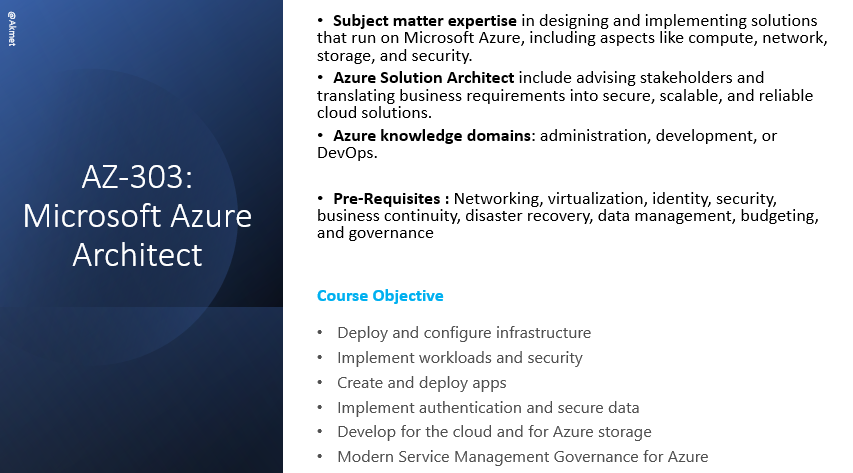 @Akmet
AZ-303:
Microsoft Azure
Architect
• Subject matter expertise in designing and implementing solutions
that run on Microsoft Azure, including aspects like compute, network,
storage, and security.
• Azure Solution Architect include advising stakeholders and
translating business requirements into secure, scalable, and reliable
cloud solutions.
• Azure knowledge domains: administration, development, or
DevOps.
• Pre-Requisites : Networking, virtualization, identity, security,
business continuity, disaster recovery, data management, budgeting,
and governance
Course Objective
• Deploy and configure infrastructure
• Implement workloads and security
• Create and deploy apps
• Implement authentication and secure data
• Develop for the cloud and for Azure storage
• Modern Service Management Governance for Azure